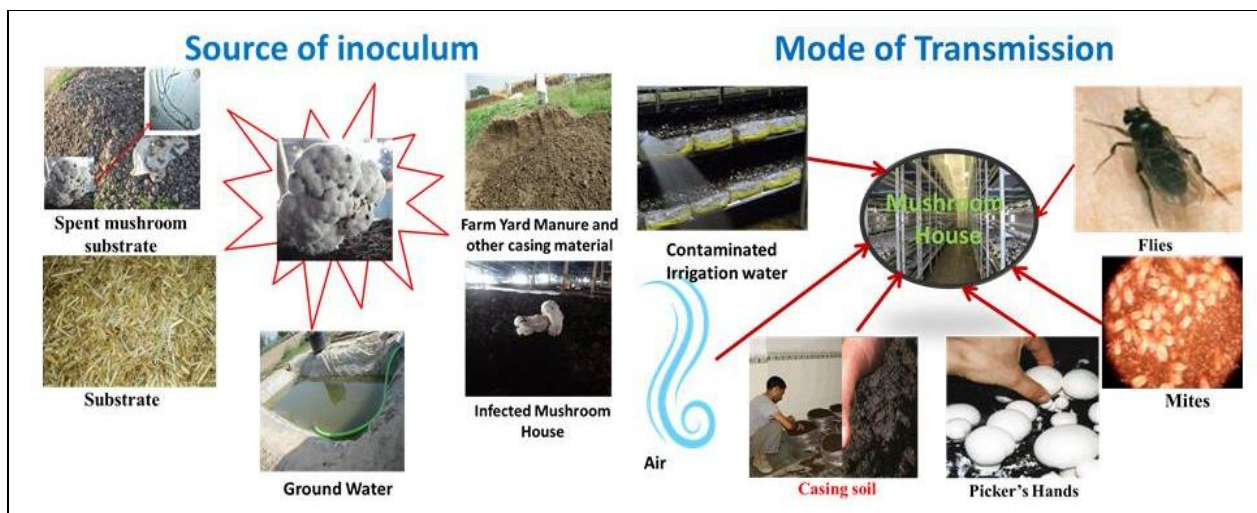 Source of inoculum
Mode of Transmission
Spent mushroom
substrate
Farm Yard Manure and
other casing material
Substrate
Ground Water
Infected Mushroom
House
Contaminated
Irrigation water
Mushroom
House
Flies
Air
Casing soil
Picker's Hands
Mites